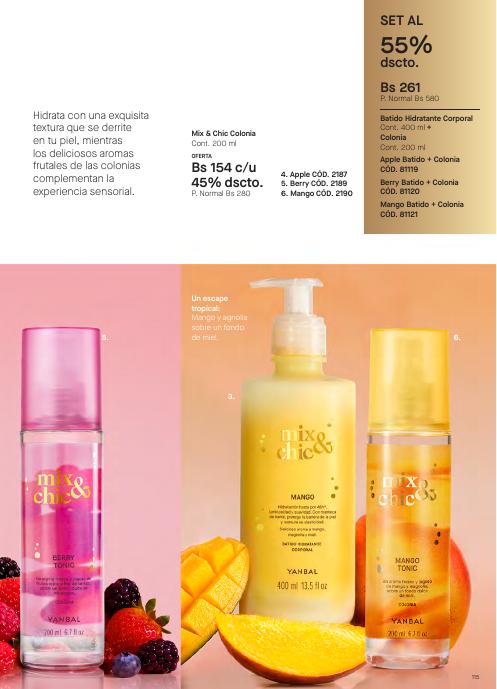 SET AL
55%
dscto.
Bs 261
P. Normal Bs 580
Batido Hidratante Corporal
Cont. 400 ml +
Colonia
Cont. 200 ml
Apple Batido + Colonia
CÓD. 81119
Berry Batido + Colonia
CÓD. 81120
Mango Batido + Colonia
CÓD. 81121
Hidrata con una exquisita
textura que se derrite
en tu piel, mientras
los deliciosos aromas
frutales de las colonias
complementan la
experiencia sensorial.
Mix & Chic Colonia
Cont. 200 ml
OFERTA
Bs 154 c/u
45% dscto.
P. Normal Bs 280
4. Apple CÓD. 2187
5. Berry CÓD. 2189
6. Mango CÓD. 2190
Un escape
tropical:
Mango y agnolia
sobre un fondo
de miel.
5.
3.
6.
mix &
chic
BERRY
TONIC
COLONIA
YANBAL
200 ml 6.7 fl oz
mix &
chic
MANGO
BATIDO HIDRATANTE
CORPORAL
YANBAL
400 ml 13.5 fl oz
mix &
chic
MANGO
TONIC
COLONIA
YANBAL
200 ml 6.7 fl oz
115